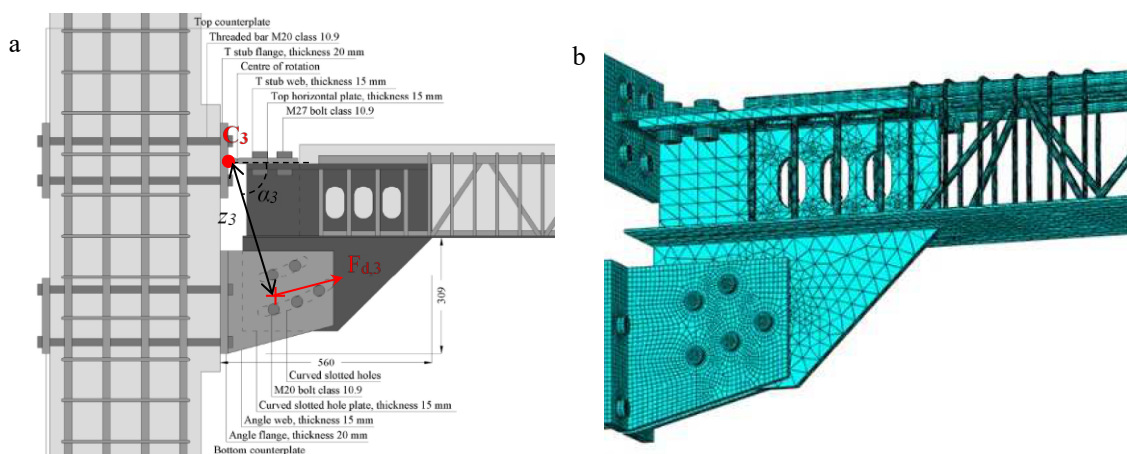 a
b
Top counterplate
Threaded bar M20 class 10.9
T stub flange, thickness 20 mm
Centre of rotation
T stub web, thickness 15 mm
Top horizontal plate, thickness 15 mm
M27 bolt class 10.9
C3
α3
z3
Fd,3
309
560
Curved slotted holes
M20 bolt class 10.9
Curved slotted hole plate, thickness 15 mm
Angle web, thickness 15 mm
Angle flange, thickness 20 mm
Bottom counterplate